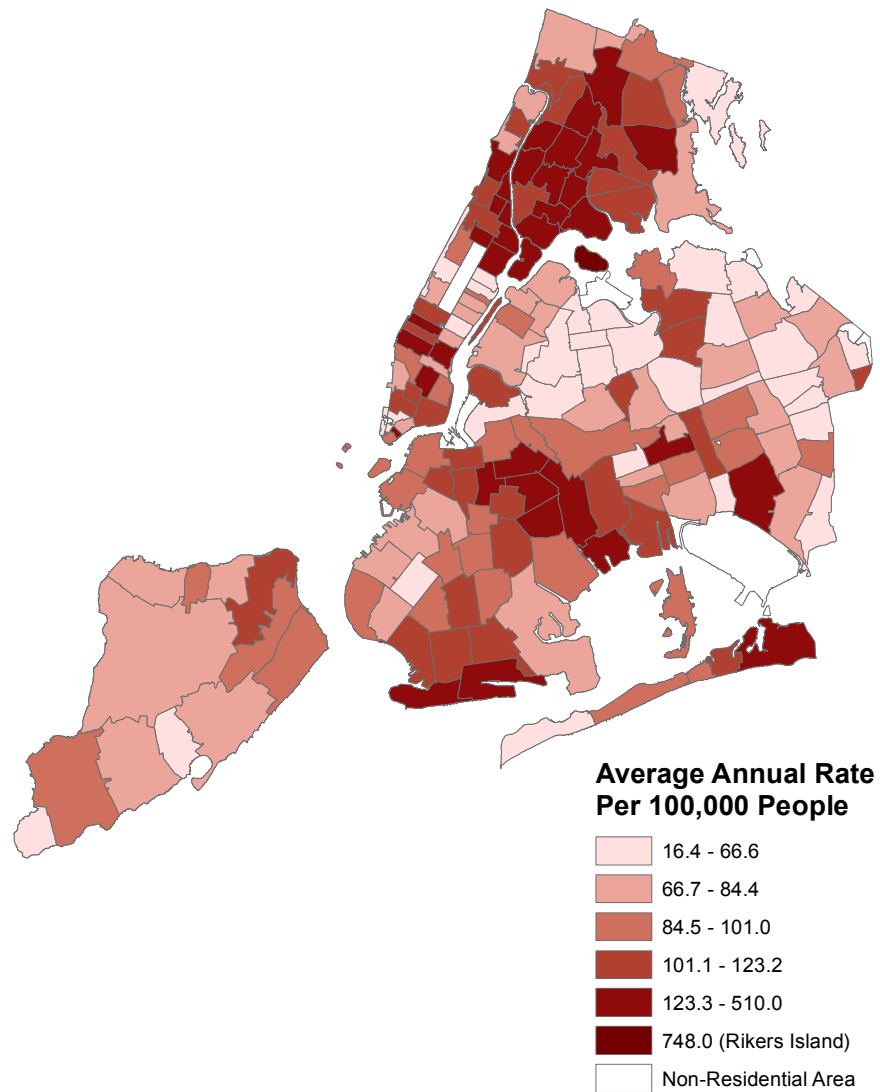 Average Annual Rate
Per 100,000 People
16.4 - 66.6
66.7 - 84.4
84.5 - 101.0
101.1 - 123.2
123.3 - 510.0
748.0 (Rikers Island)
Non-Residential Area